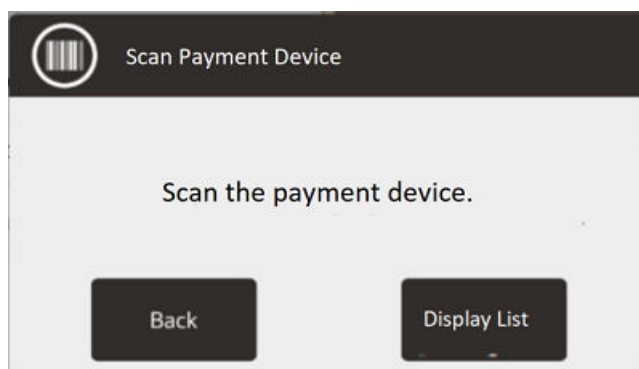 Scan Payment Device
Scan the payment device.
Back
Display List